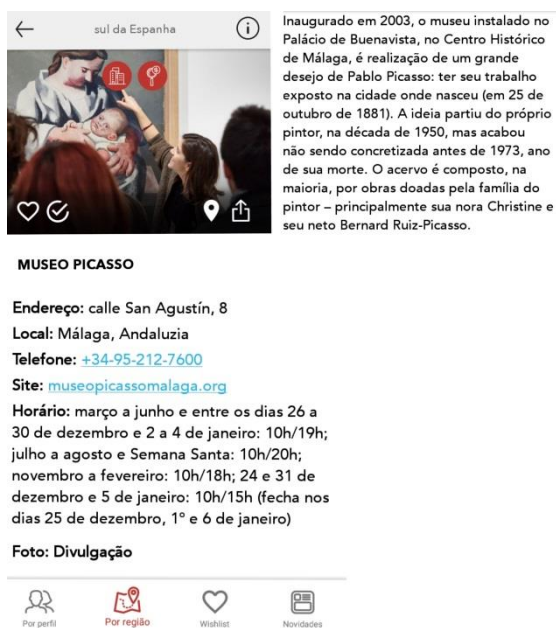 sul da Espanha
MUSEO PICASSO
Endereço: calle San Agustín, 8
Local: Málaga, Andaluzia
Telefone: +34-95-212-7600
Site: museopicassomalaga.org
Horário: março a junho e entre os dias 26 a
30 de dezembro e 2 a 4 de janeiro: 10h/19h;
julho a agosto e Semana Santa: 10h/20h;
novembro a fevereiro: 10h/18h; 24 e 31 de
dezembro e 5 de janeiro: 10h/15h (fecha nos
dias 25 de dezembro, 1º e 6 de janeiro)
Foto: Divulgação
Por perfil
Por região
Wishlist
Novidades
Inaugurado em 2003, o museu instalado no
Palácio de Buenavista, no Centro Histórico
de Málaga, é realização de um grande
desejo de Pablo Picasso: ter seu trabalho
exposto na cidade onde nasceu (em 25 de
outubro de 1881). A ideia partiu do próprio
pintor, na década de 1950, mas acabou
não sendo concretizada antes de 1973, ano
de sua morte. O acervo é composto, na
maioria, por obras doadas pela família do
pintor – principalmente sua nora Christine e
seu neto Bernard Ruiz-Picasso.